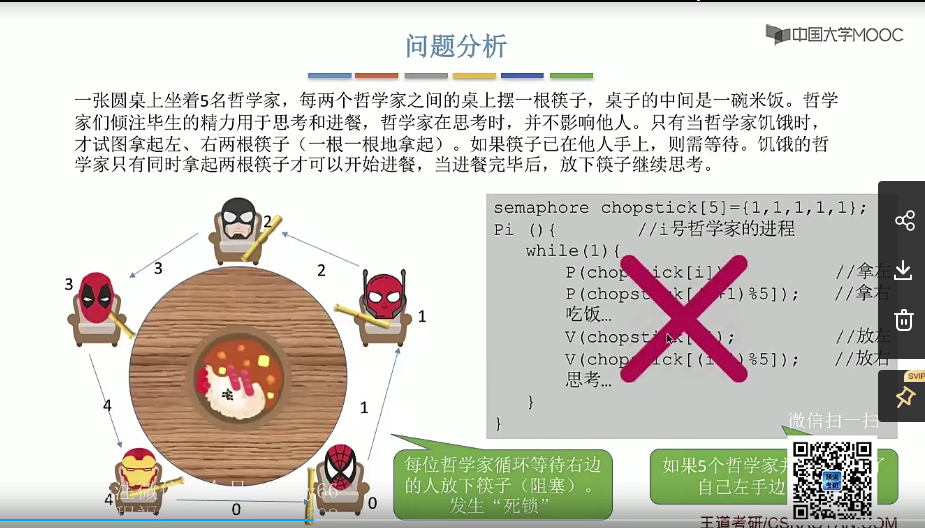 中国大学MOOC
问题分析
一张圆桌上坐着5名哲学家，每两个哲学家之间的桌上摆一根筷子，桌子的中间是一碗米饭。哲学
家们倾注毕生的精力用于思考和进餐，哲学家在思考时，并不影响他人。只有当哲学家饥饿时，
才试图拿起左、右两根筷子（一根一根地拿起）。如果筷子已在他人手上，则需等待。饥饿的哲
学家只有同时拿起两根筷子才可以开始进餐，当进餐完毕后，放下筷子继续思考。
2
3
2
3
1
4
1
4
0
0
semaphore chopstick[5]={1,1,1,1,1};
Pi (){ //i号哲学家的进程
while(1){
P(chop ick[i] //拿左
P(chops +1)%5]); //拿右
吃饭…
V(chopsti ); //放左
V(chop ick[( )%5]); //放右
思考…
}
}
SVIP
微信扫一扫
每位哲学家循环等待右边
的人放下筷子（阻塞）。
发生“死锁”
如果5个哲学家 了
自己左手边
王道考研/CSKAOYAN.COM